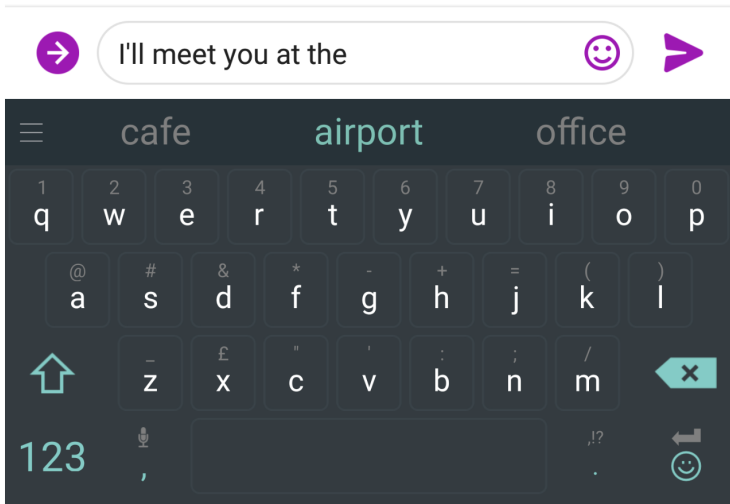 I'll meet you at the
cafe airport office
1 2 3 4 5 6 7 8 9 0
q w e r t y u i o p
@ # & * - + = ( )
a s d f g h j k l
_ £ " ' : ; /
z x c v b n m
,!?
123 , .